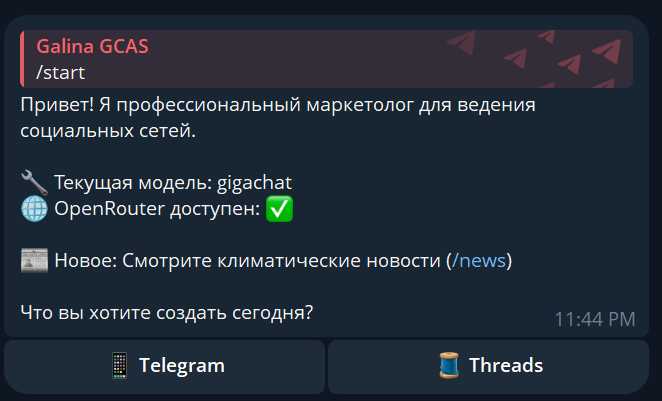 Galina GCAS
/start
Привет! Я профессиональный маркетолог для ведения
социальных сетей.
🔧 Текущая модель: gigachat
🌐 OpenRouter доступен: ✅
📰 Новое: Смотрите климатические новости (/news)
Что вы хотите создать сегодня?
11:44 PM
📱 Telegram
🧵 Threads